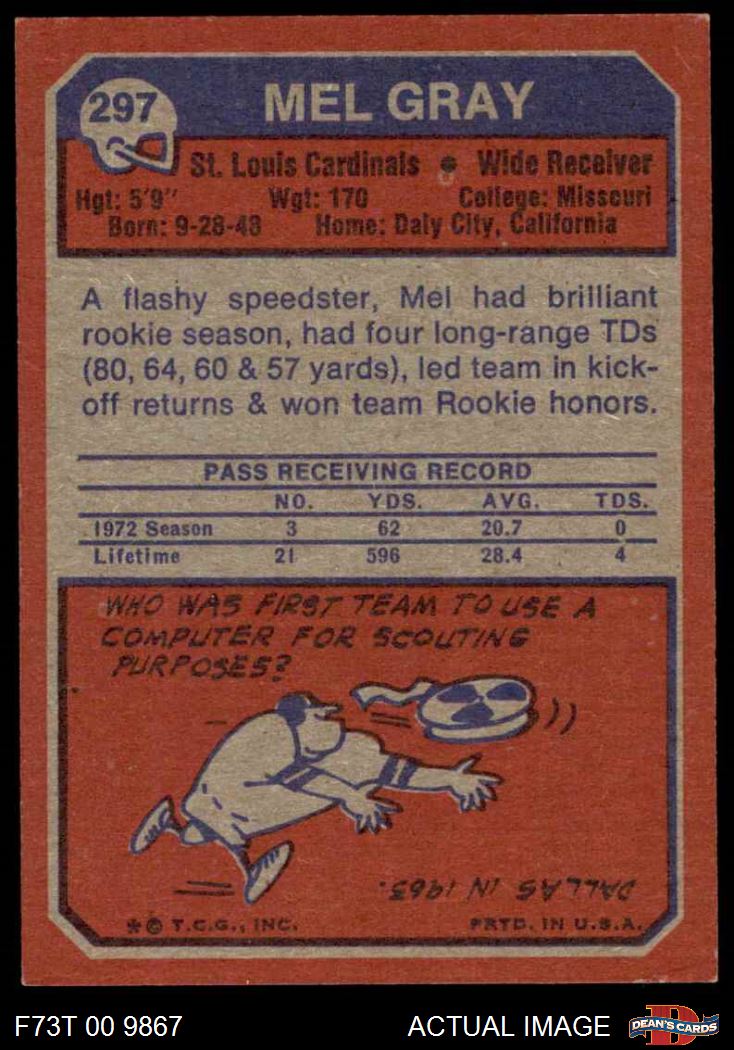 297
MEL GRAY
St. Louis Cardinals * Wide Receiver
Hgt: 5'9" Wgt: 170 College: Missouri
Born: 9-28-48 Home: Daly City, California
A flashy speedster, Mel had brilliant
rookie season, had four long-range TDs
(80, 64, 60 & 57 yards), led team in kick-
off returns & won team Rookie honors.
PASS RECEIVING RECORD
NO. YDS. AVG. TDS.
1972 Season 3 62 20.7 0
Lifetime 21 596 28.4 4
WHO WAS FIRST TEAM TO USE A
COMPUTER FOR SCOUTING
PURPOSES?
DALLAS IN 1963.
*© T.C.G., INC. PRTD. IN U.S.A.
F73T 00 9867 ACTUAL IMAGE D DEAN'S CARDS